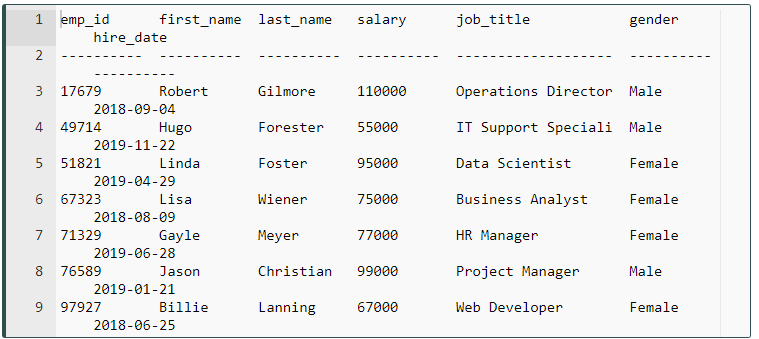 1 emp_id first_name last_name salary job_title gender
hire_date
2 ---------- ---------- ---------- ---------- ------------------- ----------
----------
3 17679 Robert Gilmore 110000 Operations Director Male
2018-09-04
4 49714 Hugo Forester 55000 IT Support Speciali Male
2019-11-22
5 51821 Linda Foster 95000 Data Scientist Female
2019-04-29
6 67323 Lisa Wiener 75000 Business Analyst Female
2018-08-09
7 71329 Gayle Meyer 77000 HR Manager Female
2019-06-28
8 76589 Jason Christian 99000 Project Manager Male
2019-01-21
9 97927 Billie Lanning 67000 Web Developer Female
2018-06-25